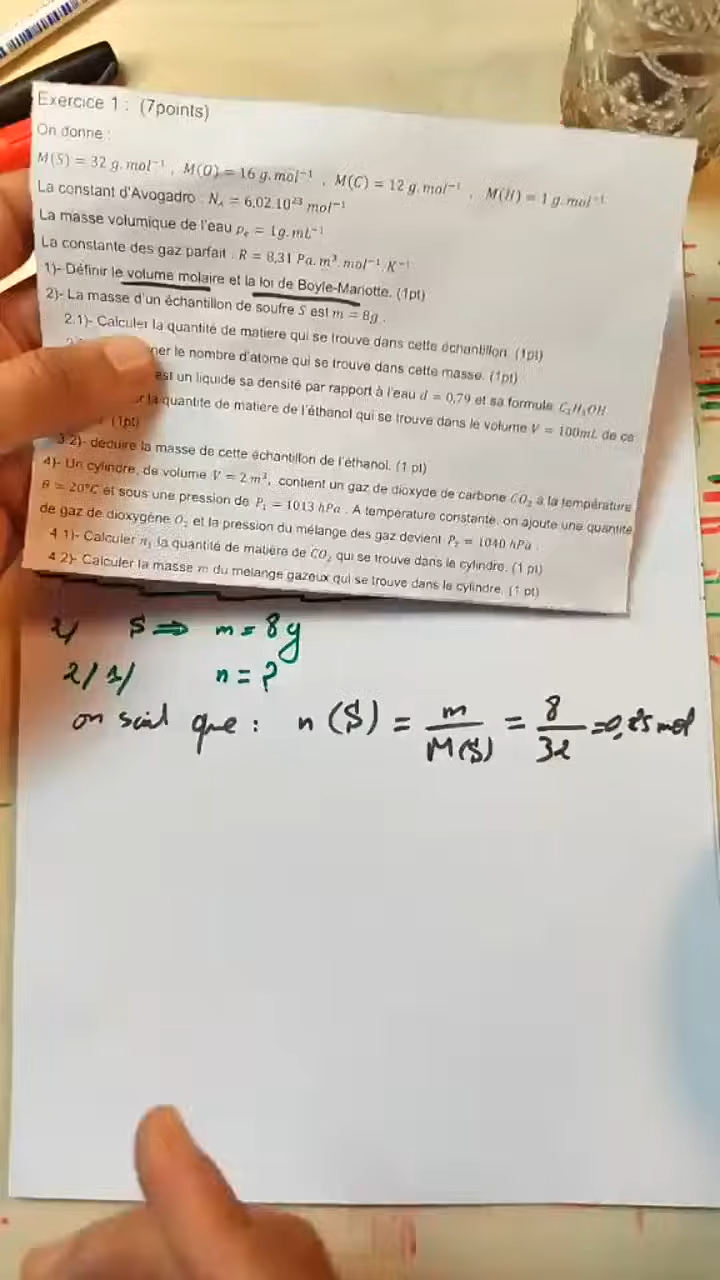 Exercice 1 : (7points)
On donne :
M(S) = 32 g.mol⁻¹ , M(O) = 16 g.mol⁻¹ , M(C) = 12 g.mol⁻¹ , M(H) = 1 g.mol⁻¹
La constant d'Avogadro : N_A = 6,02.10²³ mol⁻¹
La masse volumique de l'eau ρₑ = 1g.mL⁻¹
La constante des gaz parfait : R = 8,31 Pa.m³.mol⁻¹.K⁻¹
1)- Définir le volume molaire et la loi de Boyle-Mariotte. (1pt)
2)- La masse d'un échantillon de soufre S est m = 8g .
2.1)- Calculer la quantité de matière qui se trouve dans cette échantillon. (1pt)
ner le nombre d'atome qui se trouve dans cette masse. (1pt)
est un liquide sa densité par rapport à l'eau d = 0,79 et sa formule C₂H₅OH
la quantité de matière de l'éthanol qui se trouve dans le volume V = 100mL de ce
(1pt)
3.2)- déduire la masse de cette échantillon de l'éthanol. (1 pt)
4)- Un cylindre, de volume V = 2 m³, contient un gaz de dioxyde de carbone CO₂ à la température
θ = 20°C et sous une pression de P₁ = 1013 hPa . A température constante, on ajoute une quantité
de gaz de dioxygène O₂ et la pression du mélange des gaz devient P₂ = 1040 hPa .
4.1)- Calculer n₁ la quantité de matière de CO₂ qui se trouve dans le cylindre. (1 pt)
4.2)- Calculer la masse m du mélange gazeux qui se trouve dans le cylindre. (1 pt)
2/ S ⇒ m = 8g
2/1/ n = ?
on sait que : n(S) = m/M(S) = 8/32 = 0,25 mol